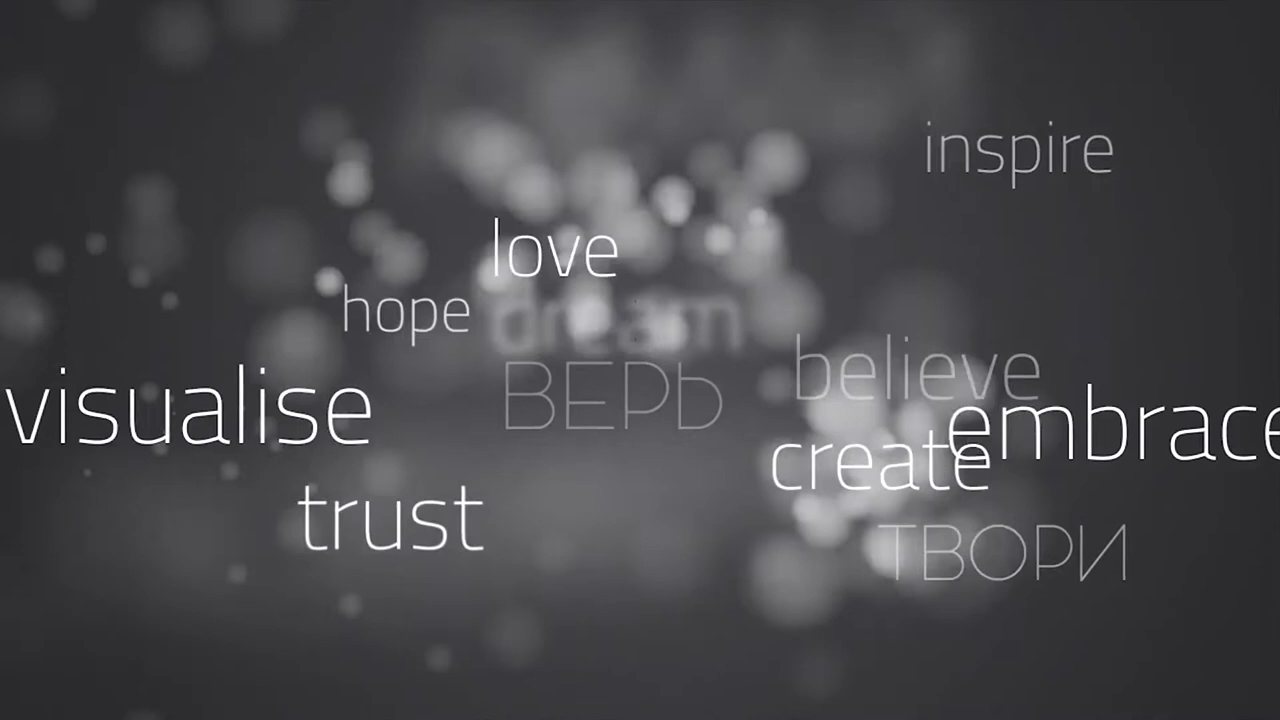 inspire
love
hope
dream
believe
ВЕРЬ
visualise
embrace
create
trust
ТВОРИ